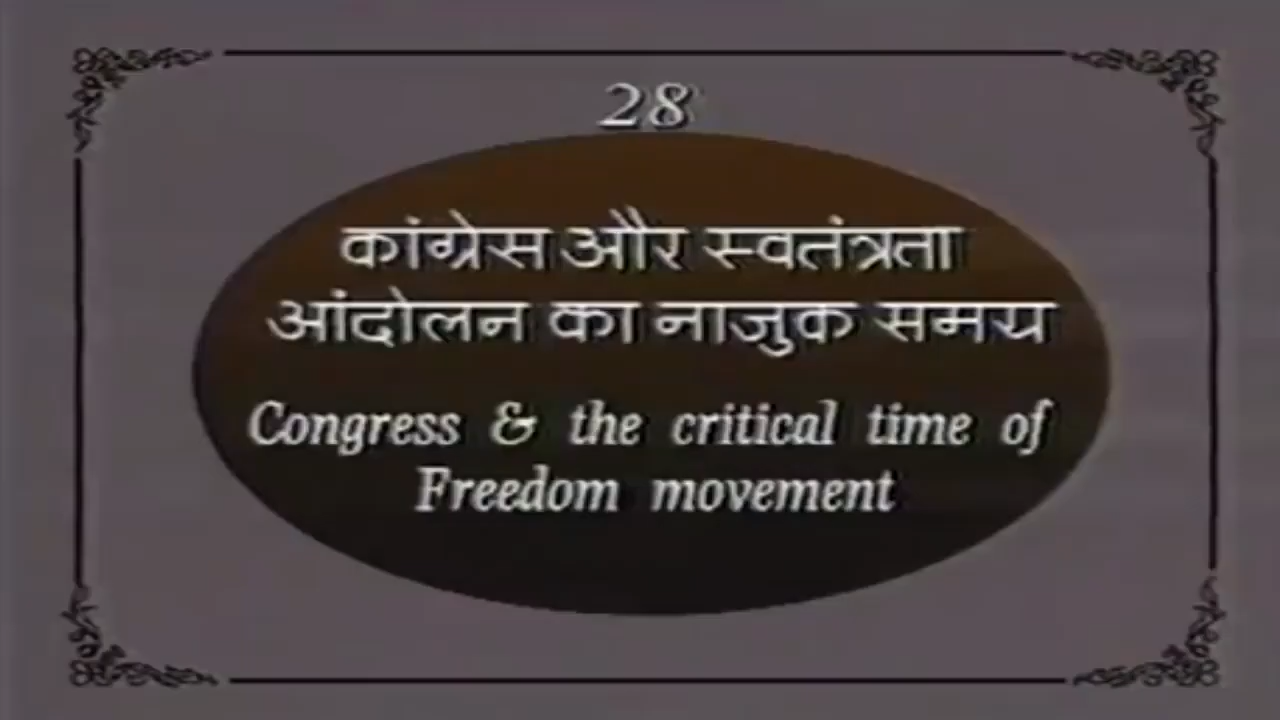 28
कांग्रेस और स्वतंत्रता
आंदोलन का नाजुक समय
Congress & the critical time of
Freedom movement